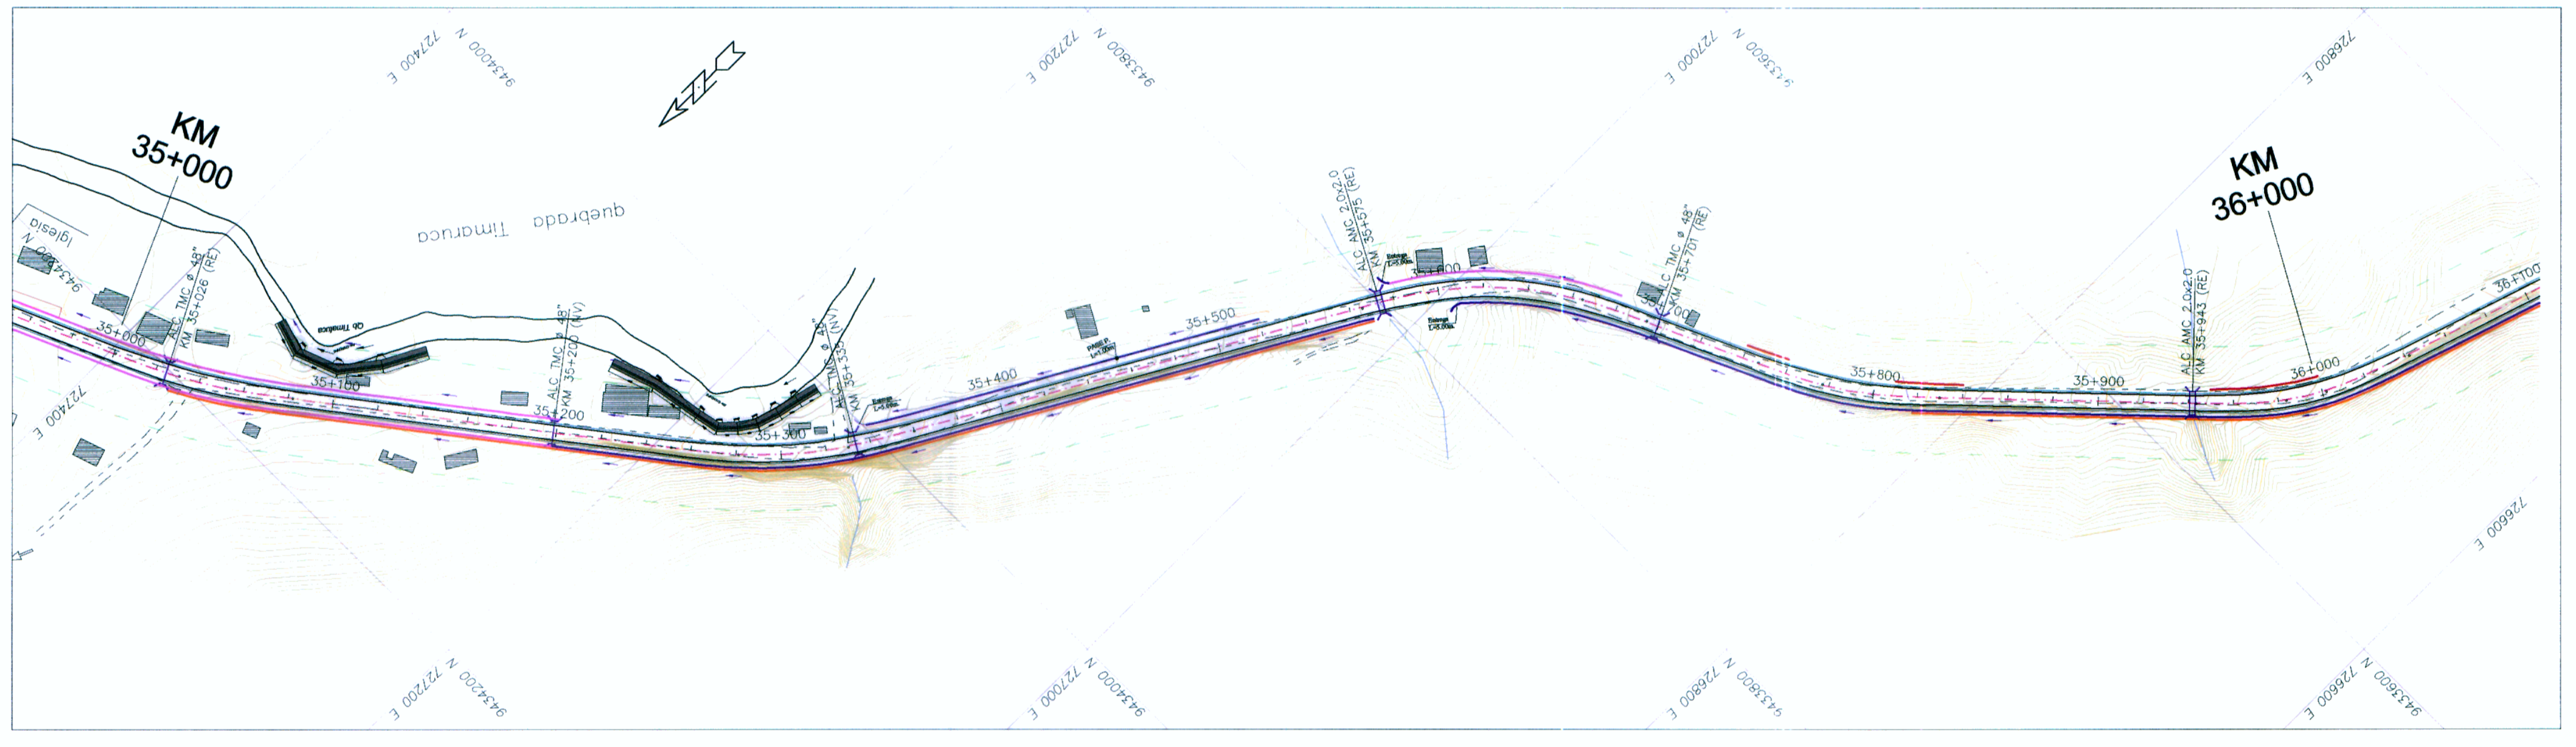 727400 E
N 9434000
727200 E
N 9433800
727000 E
N 9433600
726800 E
KM
35+000
KM
36+000
quebrada Timaruca
Iglesia
N
ALC TMC ø 48"
KM 35+026 (RE)
Qb Timaruca
ALC TMC ø 48"
KM 35+200 (NV)
ALC TMC ø 48"
KM 35+335 (NV)
ALC AMC 2.0x2.0
KM 35+575 (RE)
ALC TMC ø 48"
KM 35+701 (RE)
ALC AMC 2.0x2.0
KM 35+943 (RE)
35+000
35+100
35+200
35+300
35+400
35+500
35+800
35+900
36+000
727400 E
726600 E
727200 E
N 9434200
727000 E
N 9434000
726800 E
N 9433800
726600 E
N 9433600